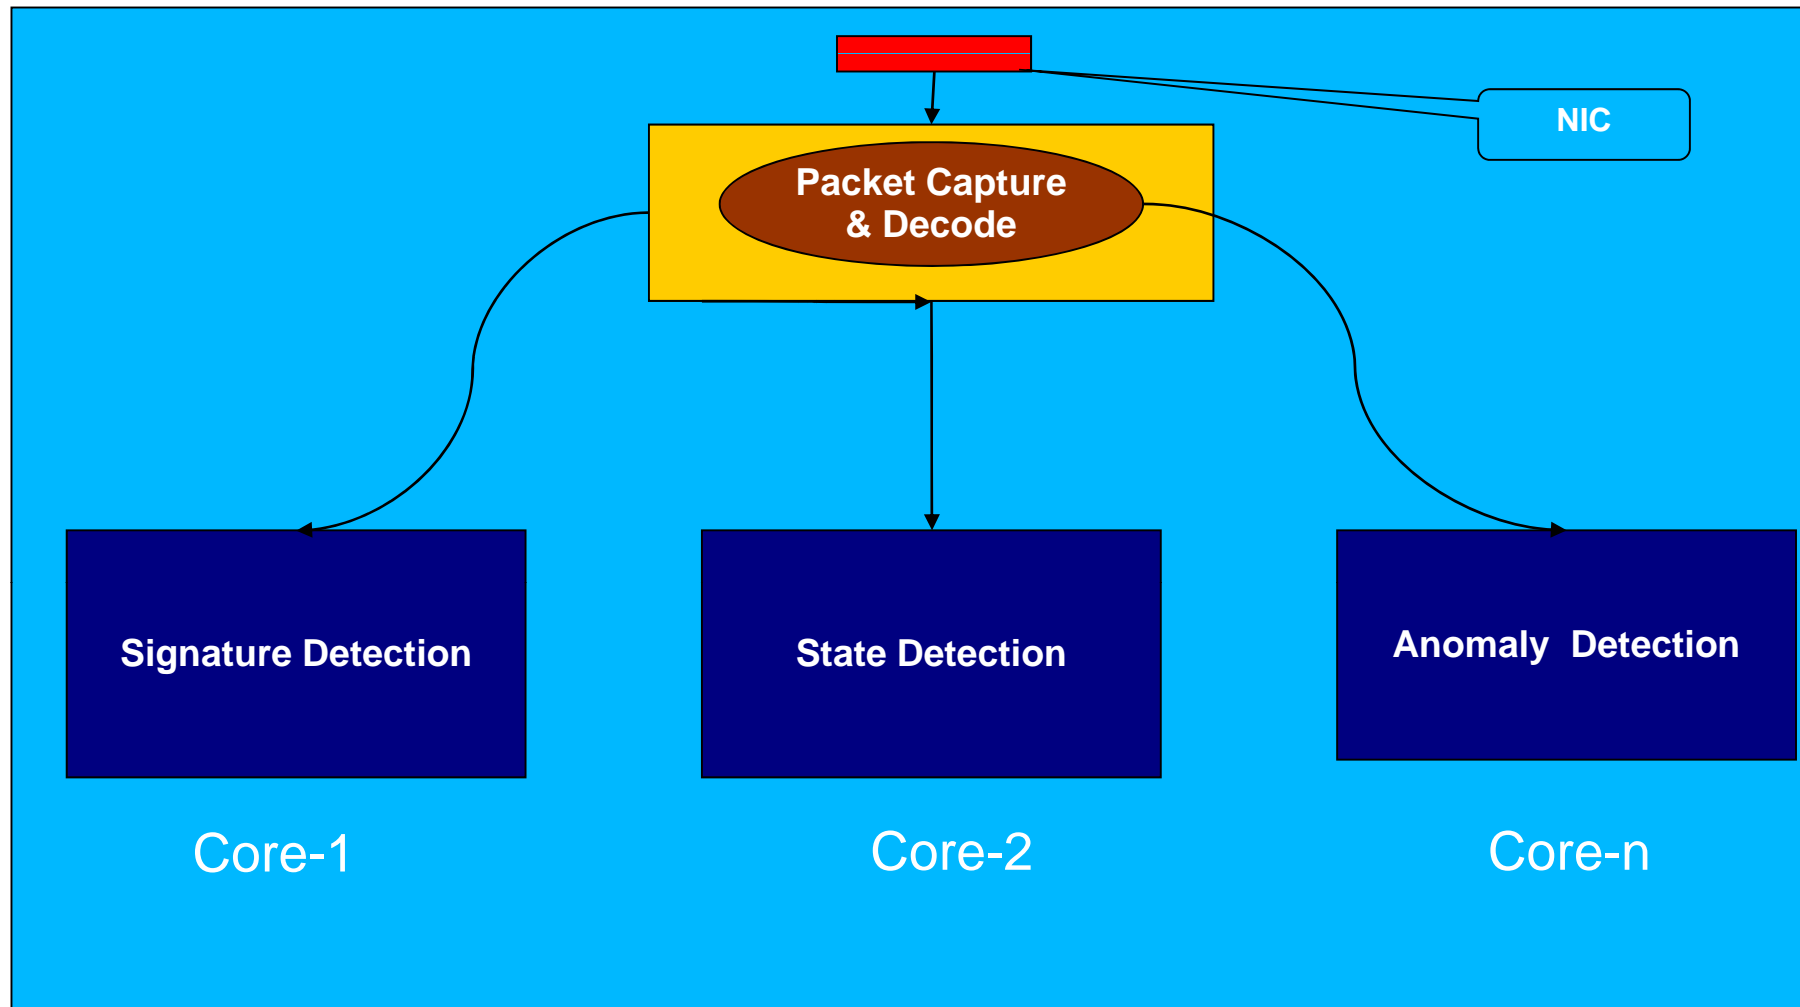 NIC
Packet Capture
& Decode
Signature Detection
State Detection
Anomaly  Detection
Core-1
Core-2
Core-n